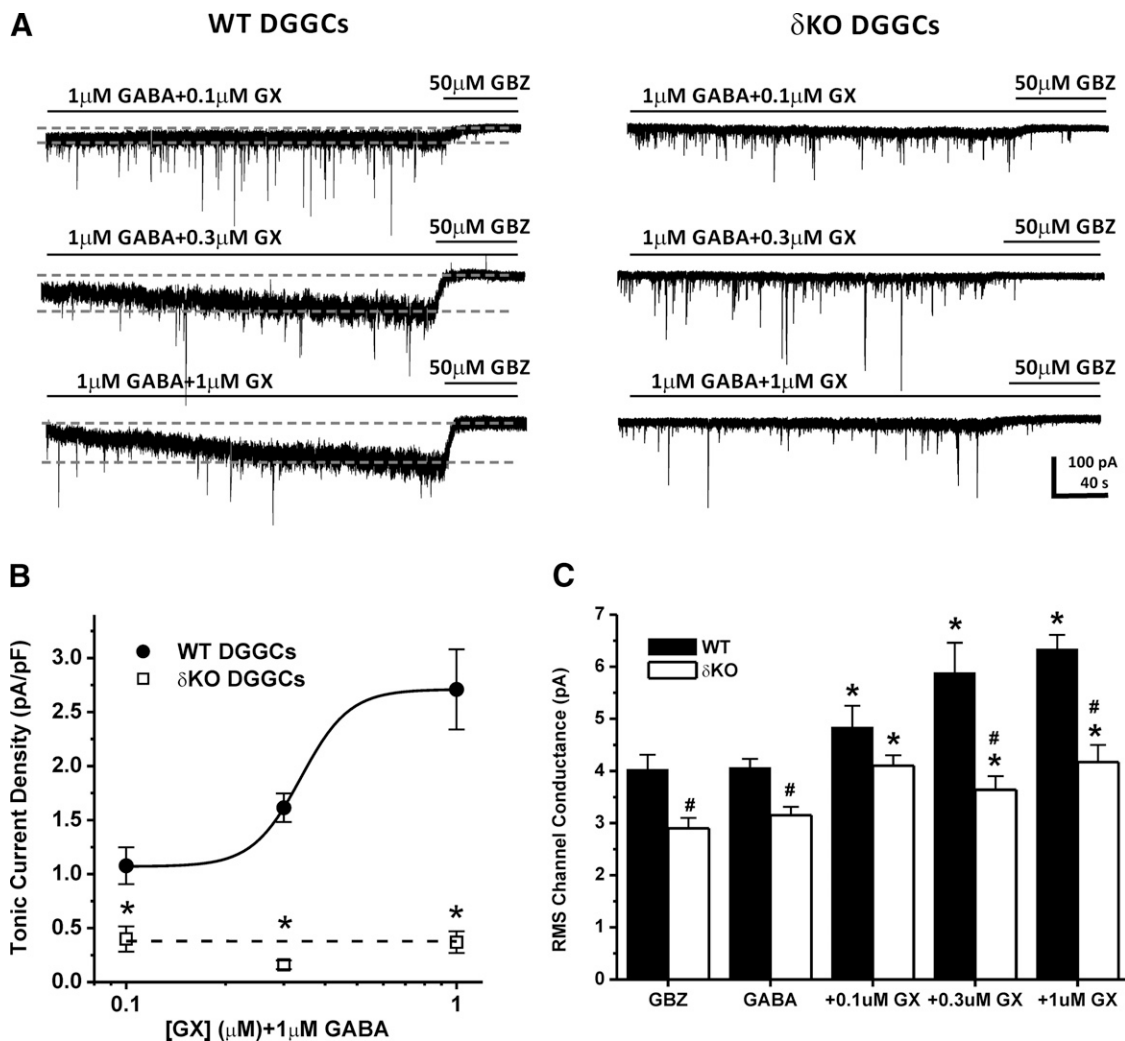 A
WT DGGCs
δKO DGGCs
1μM GABA+0.1μM GX
50μM GBZ
1μM GABA+0.1μM GX
50μM GBZ
1μM GABA+0.3μM GX
50μM GBZ
1μM GABA+0.3μM GX
50μM GBZ
1μM GABA+1μM GX
50μM GBZ
1μM GABA+1μM GX
50μM GBZ
100 pA
40 s
B
Tonic Current Density (pA/pF)
3.0
2.5
2.0
1.5
1.0
0.5
0.0
WT DGGCs
δKO DGGCs
* * *
0.1 1
[GX] (μM)+1μM GABA
C
RMS Channel Conductance (pA)
7
6
5
4
3
2
1
0
WT
δKO
# # * * * # * * # *
GBZ GABA +0.1uM GX +0.3uM GX +1uM GX